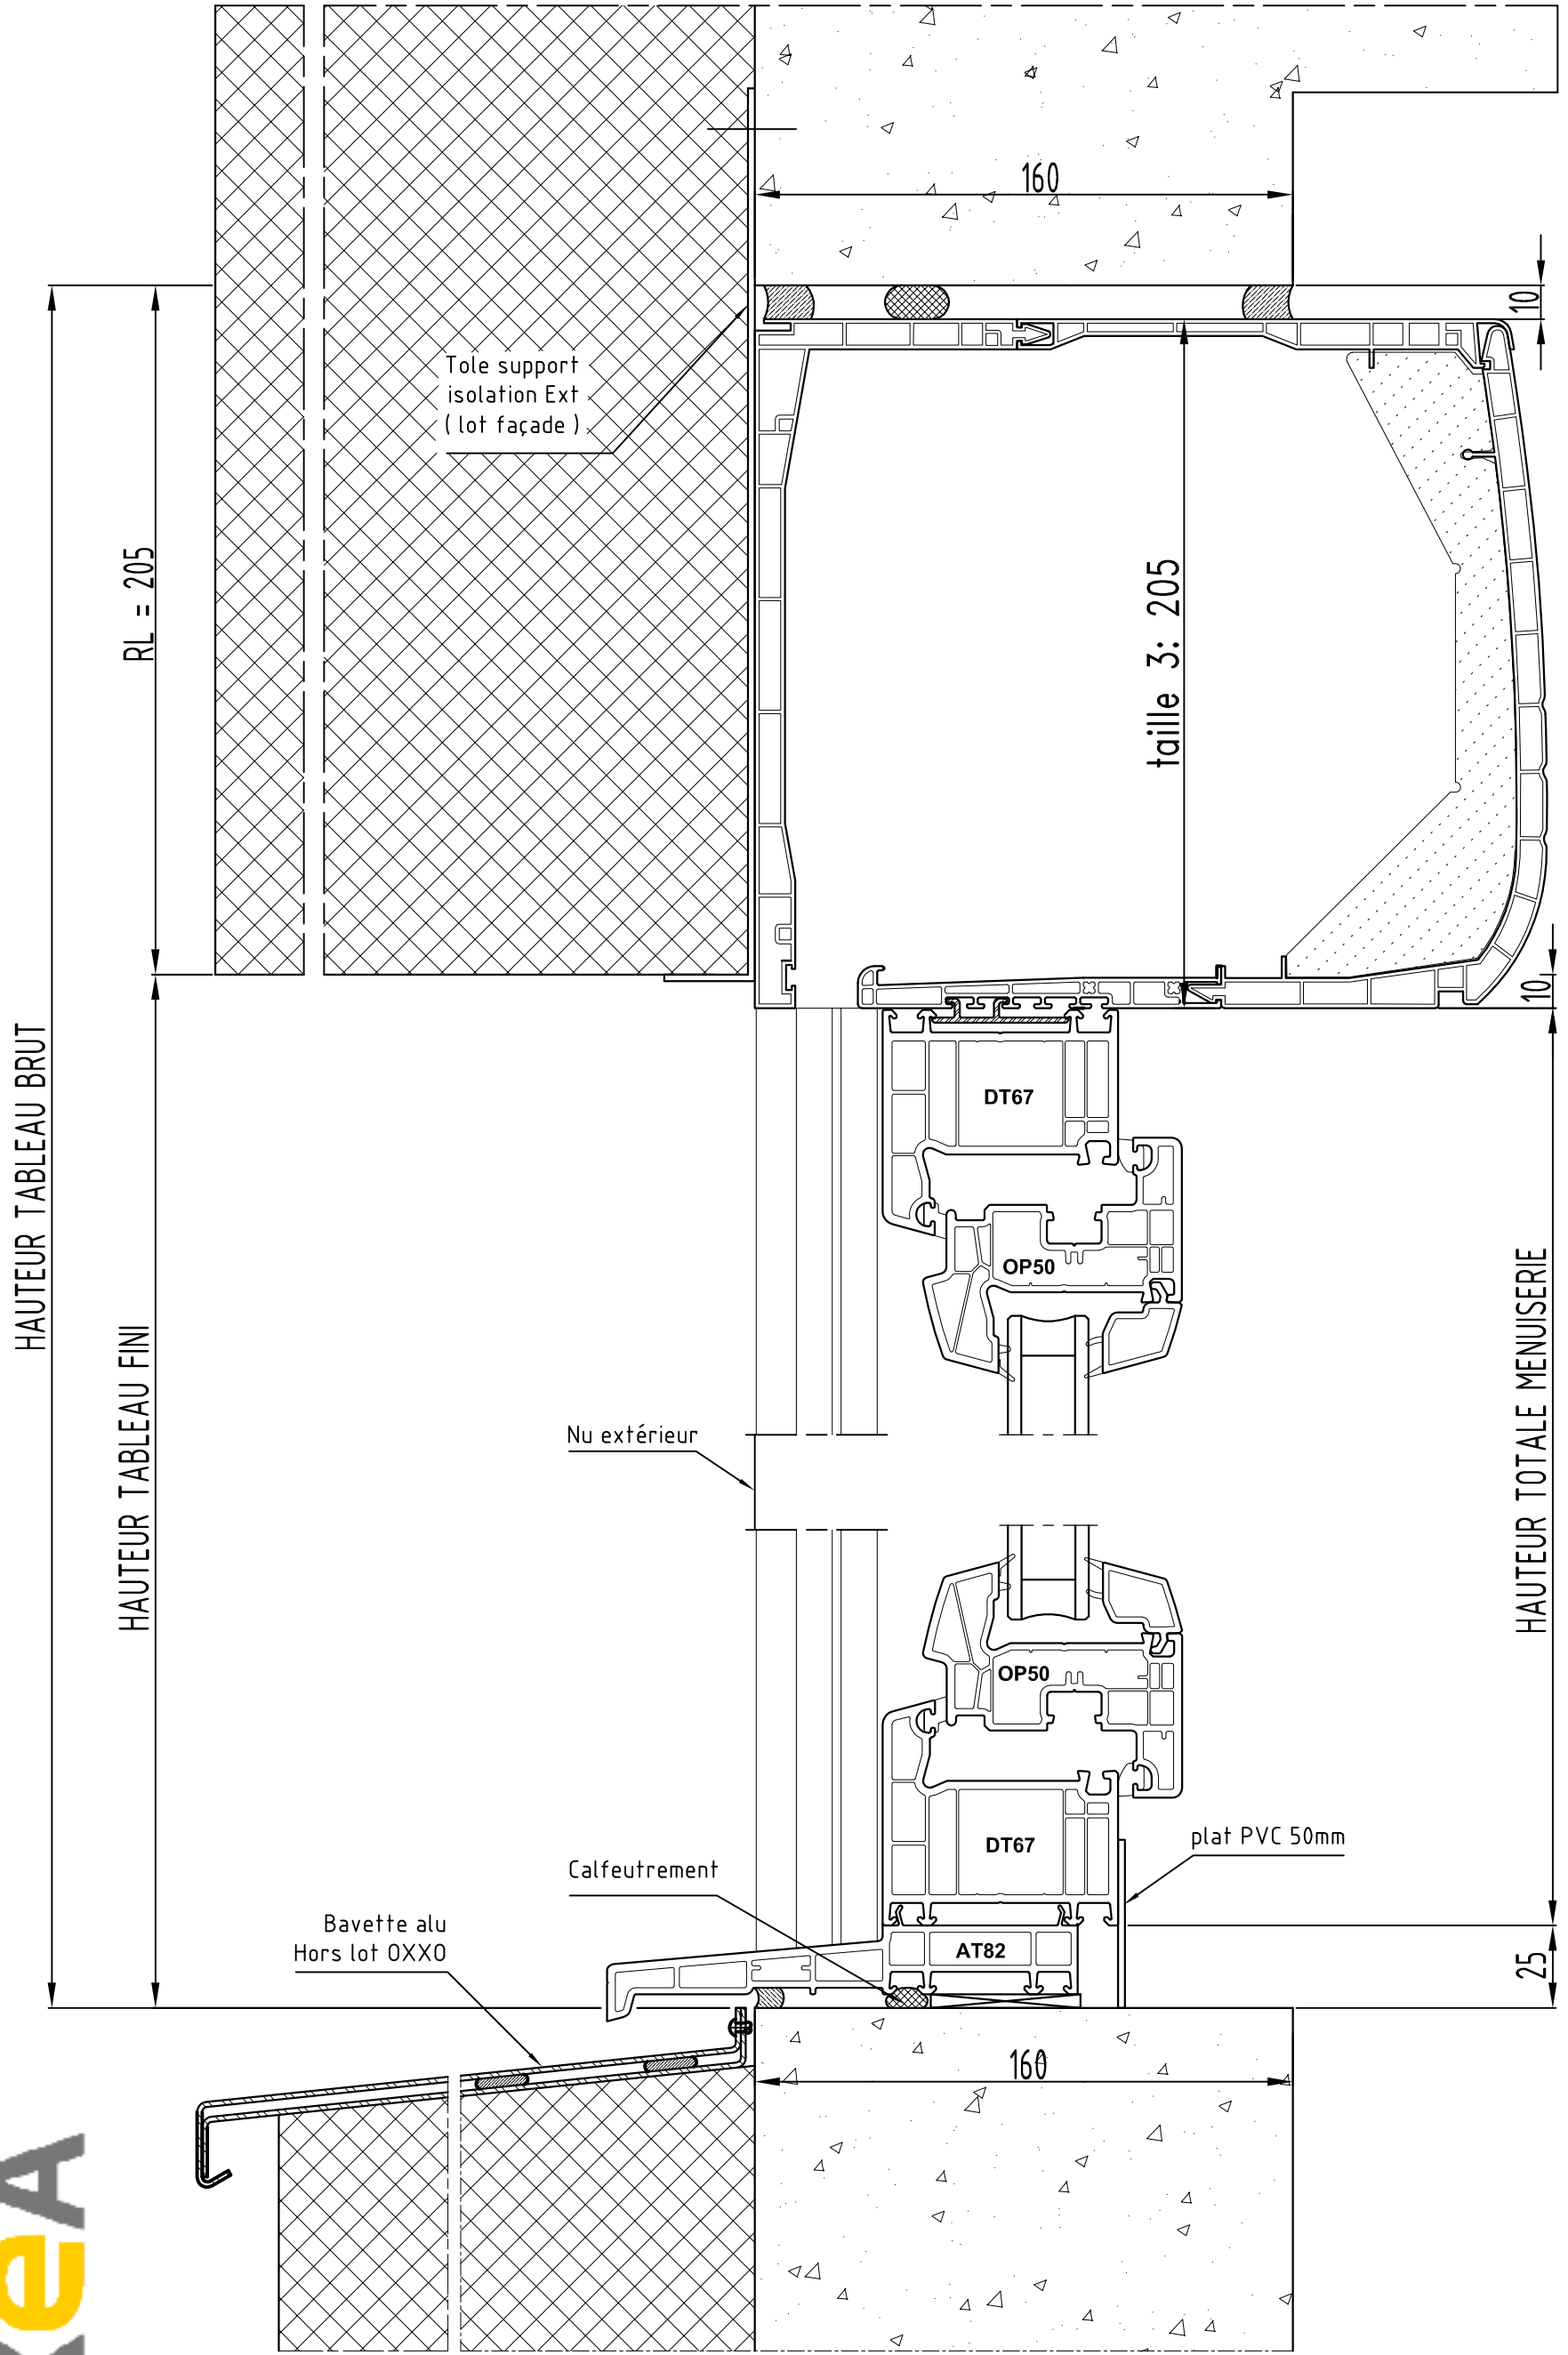 160
10
Tole support
isolation Ext
( lot façade )
RL = 205
taille 3: 205
10
HAUTEUR TABLEAU BRUT
DT67
OP50
HAUTEUR TABLEAU FINI
HAUTEUR TOTALE MENUISERIE
Nu extérieur
OP50
DT67
plat PVC 50mm
Calfeutrement
Bavette alu
Hors lot OXXO
AT82
25
160
eA